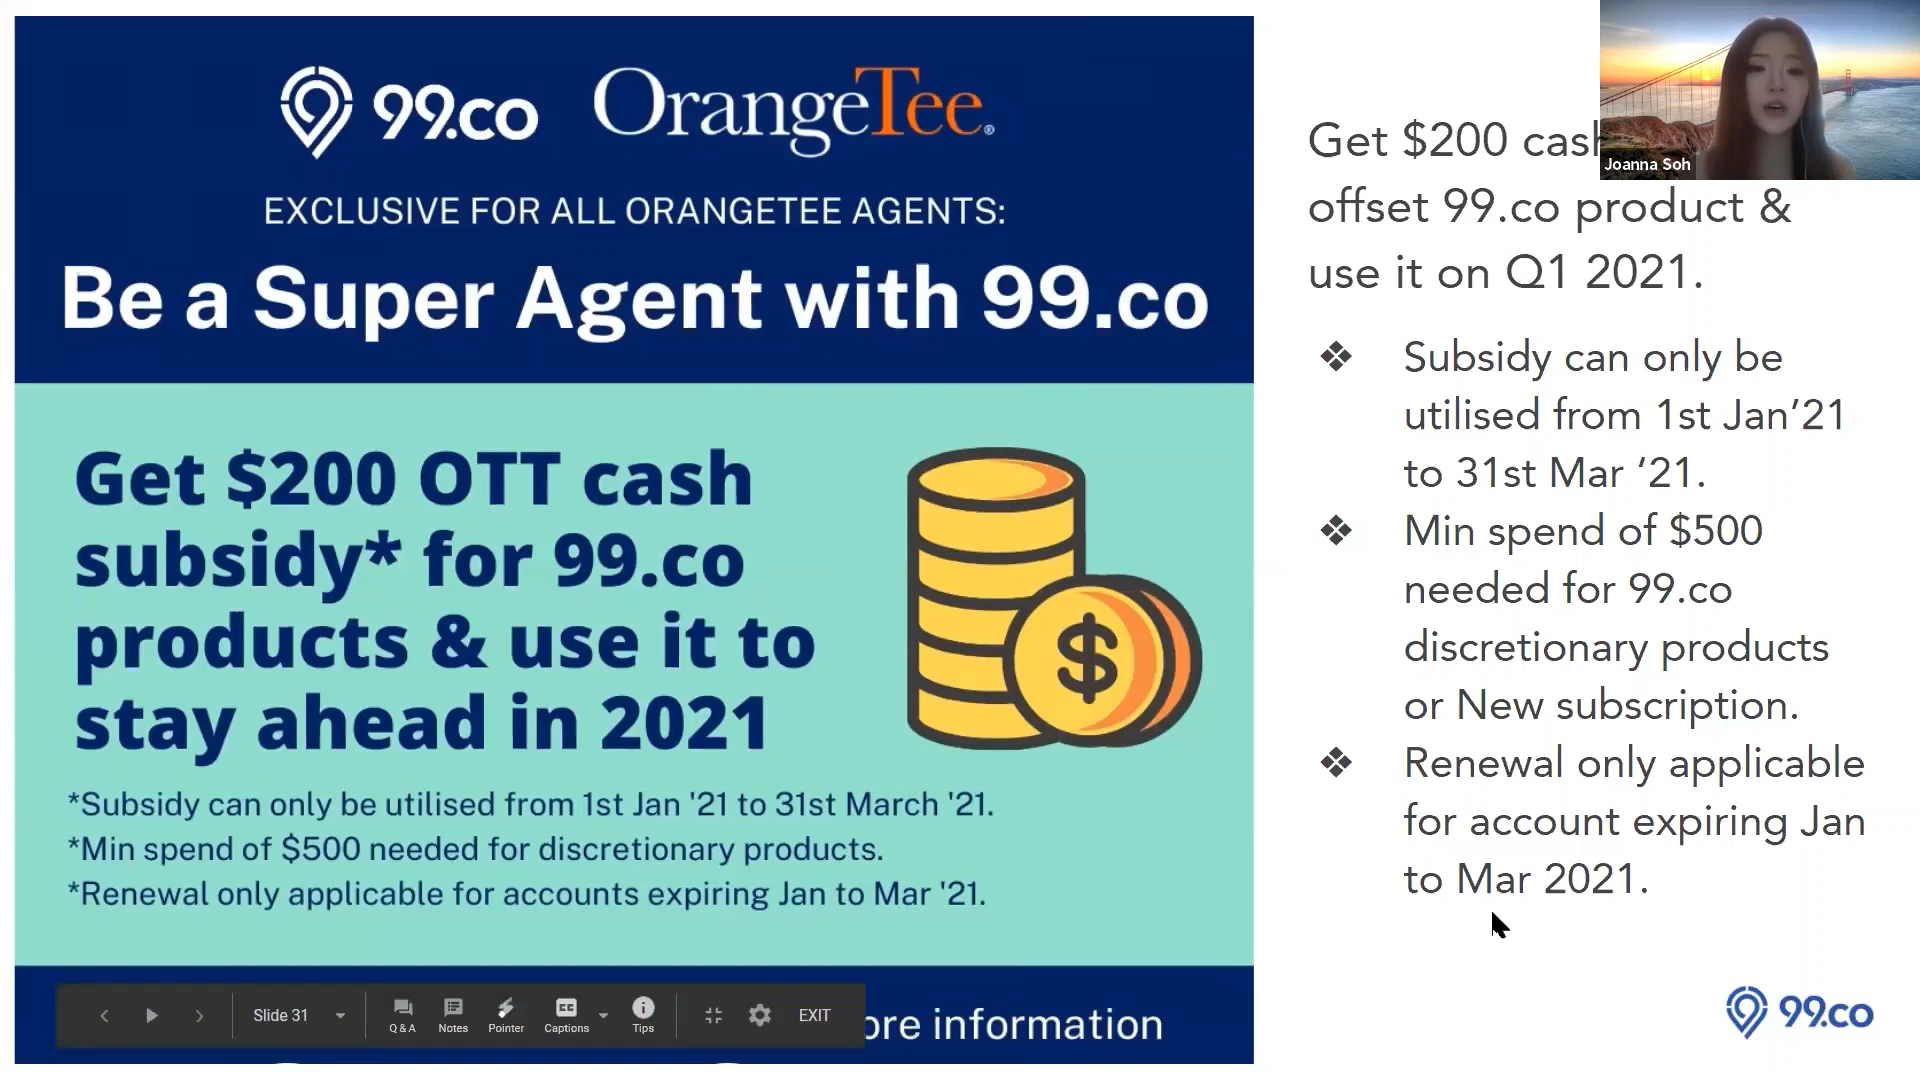 99.co OrangeTee®
EXCLUSIVE FOR ALL ORANGETEE AGENTS:
Be a Super Agent with 99.co
Get $200 OTT cash
subsidy* for 99.co
products & use it to
stay ahead in 2021
*Subsidy can only be utilised from 1st Jan '21 to 31st March '21.
*Min spend of $500 needed for discretionary products.
*Renewal only applicable for accounts expiring Jan to Mar '21.
ore information
Slide 31
Q & A
Notes
Pointer
CC
Captions
Tips
EXIT
Get $200 cash
offset 99.co product &
use it on Q1 2021.
❖ Subsidy can only be
utilised from 1st Jan’21
to 31st Mar ‘21.
❖ Min spend of $500
needed for 99.co
discretionary products
or New subscription.
❖ Renewal only applicable
for account expiring Jan
to Mar 2021.
99.co
Joanna Soh